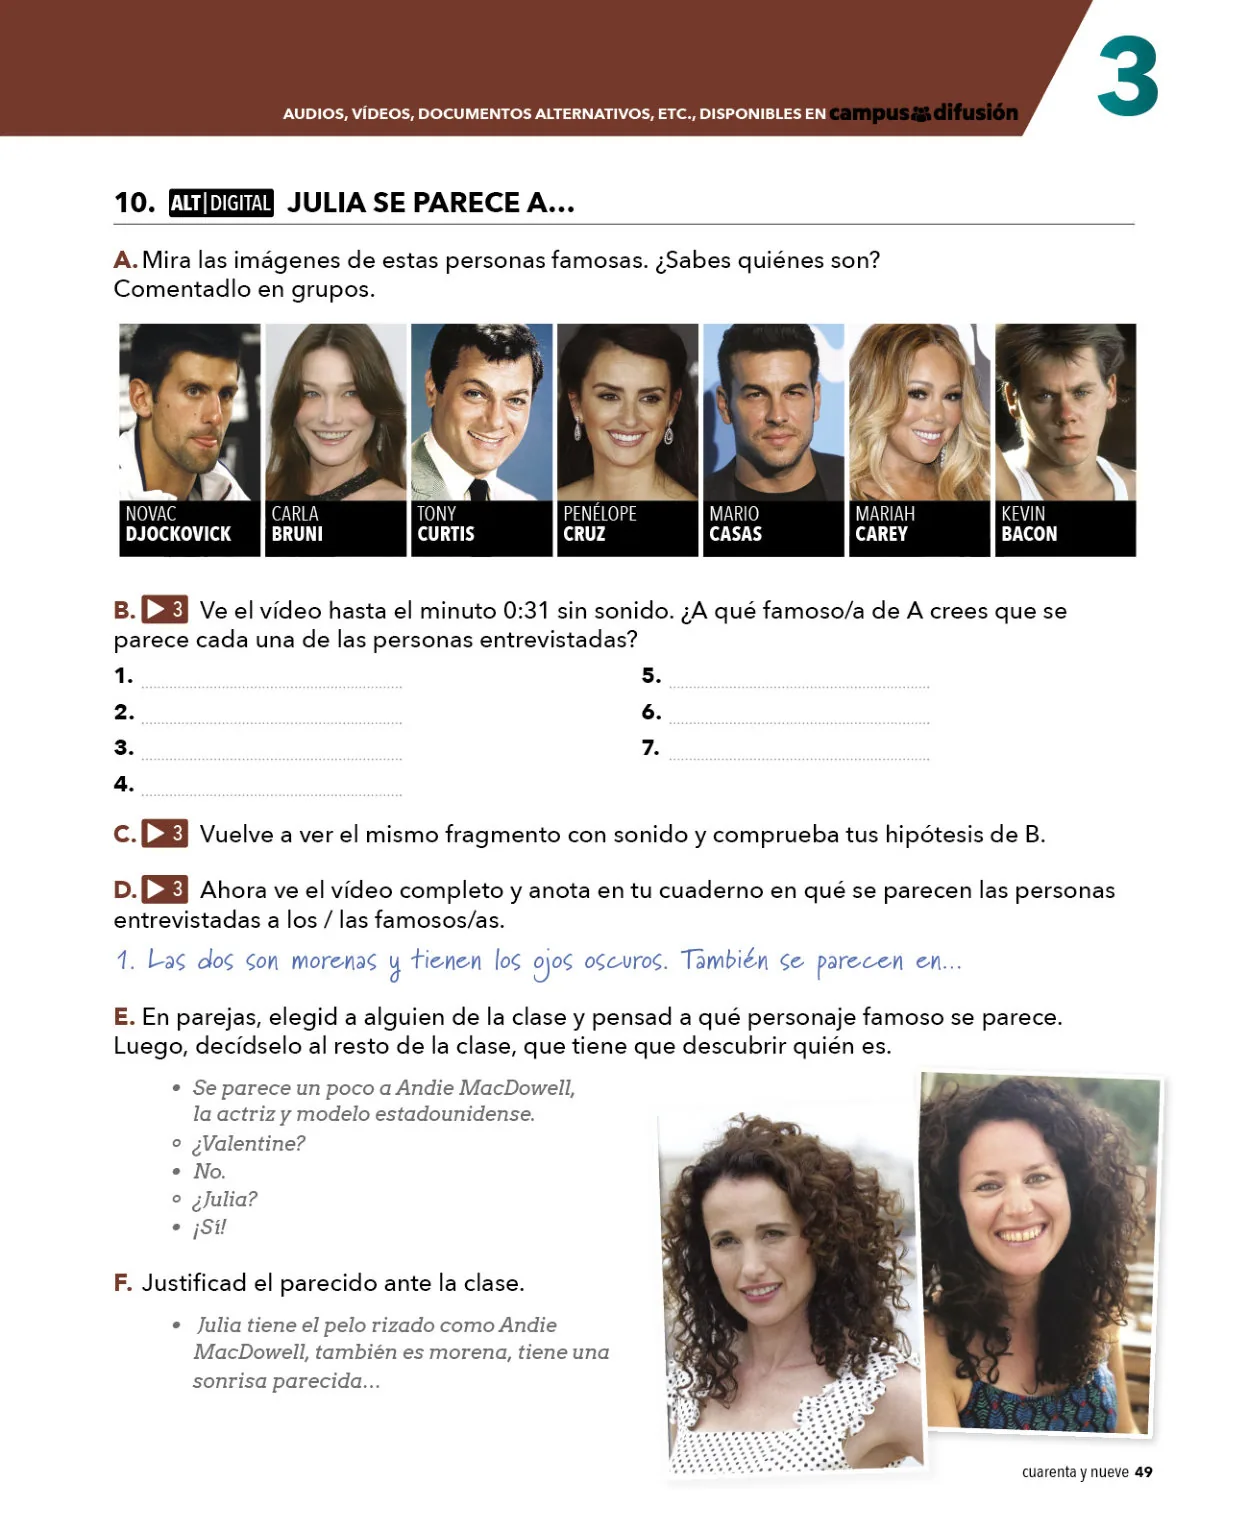 3
AUDIOS, VÍDEOS, DOCUMENTOS ALTERNATIVOS, ETC., DISPONIBLES EN campus difusión
10. ALT|DIGITAL JULIA SE PARECE A...
A. Mira las imágenes de estas personas famosas. ¿Sabes quiénes son?
Comentadlo en grupos.
NOVAC
DJOCKOVICK
CARLA
BRUNI
TONY
CURTIS
PENÉLOPE
CRUZ
MARIO
CASAS
MARIAH
CAREY
KEVIN
BACON
B. 3 Ve el vídeo hasta el minuto 0:31 sin sonido. ¿A qué famoso/a de A crees que se
parece cada una de las personas entrevistadas?
1.
2.
3.
4.
5.
6.
7.
C. 3 Vuelve a ver el mismo fragmento con sonido y comprueba tus hipótesis de B.
D. 3 Ahora ve el vídeo completo y anota en tu cuaderno en qué se parecen las personas
entrevistadas a los / las famosos/as.
1. Las dos son morenas y tienen los ojos oscuros. También se parecen en...
E. En parejas, elegid a alguien de la clase y pensad a qué personaje famoso se parece.
Luego, decídselo al resto de la clase, que tiene que descubrir quién es.
• Se parece un poco a Andie MacDowell,
la actriz y modelo estadounidense.
○ ¿Valentine?
• No.
○ ¿Julia?
• ¡Sí!
F. Justificad el parecido ante la clase.
• Julia tiene el pelo rizado como Andie
MacDowell, también es morena, tiene una
sonrisa parecida...
cuarenta y nueve 49